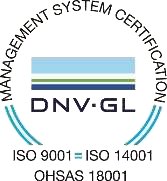 MANAGEMENT SYSTEM CERTIFICATION
DNV·GL
ISO 9001 = ISO 14001
OHSAS 18001